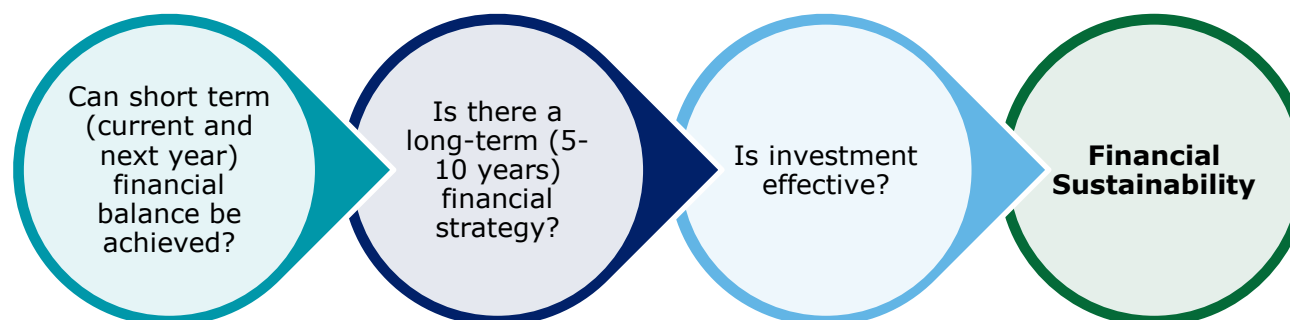 Can short term
(current and
next year)
financial
balance be
achieved?
Is there a
long-term (5-
10 years)
financial
strategy?
Is investment
effective?
Financial
Sustainability